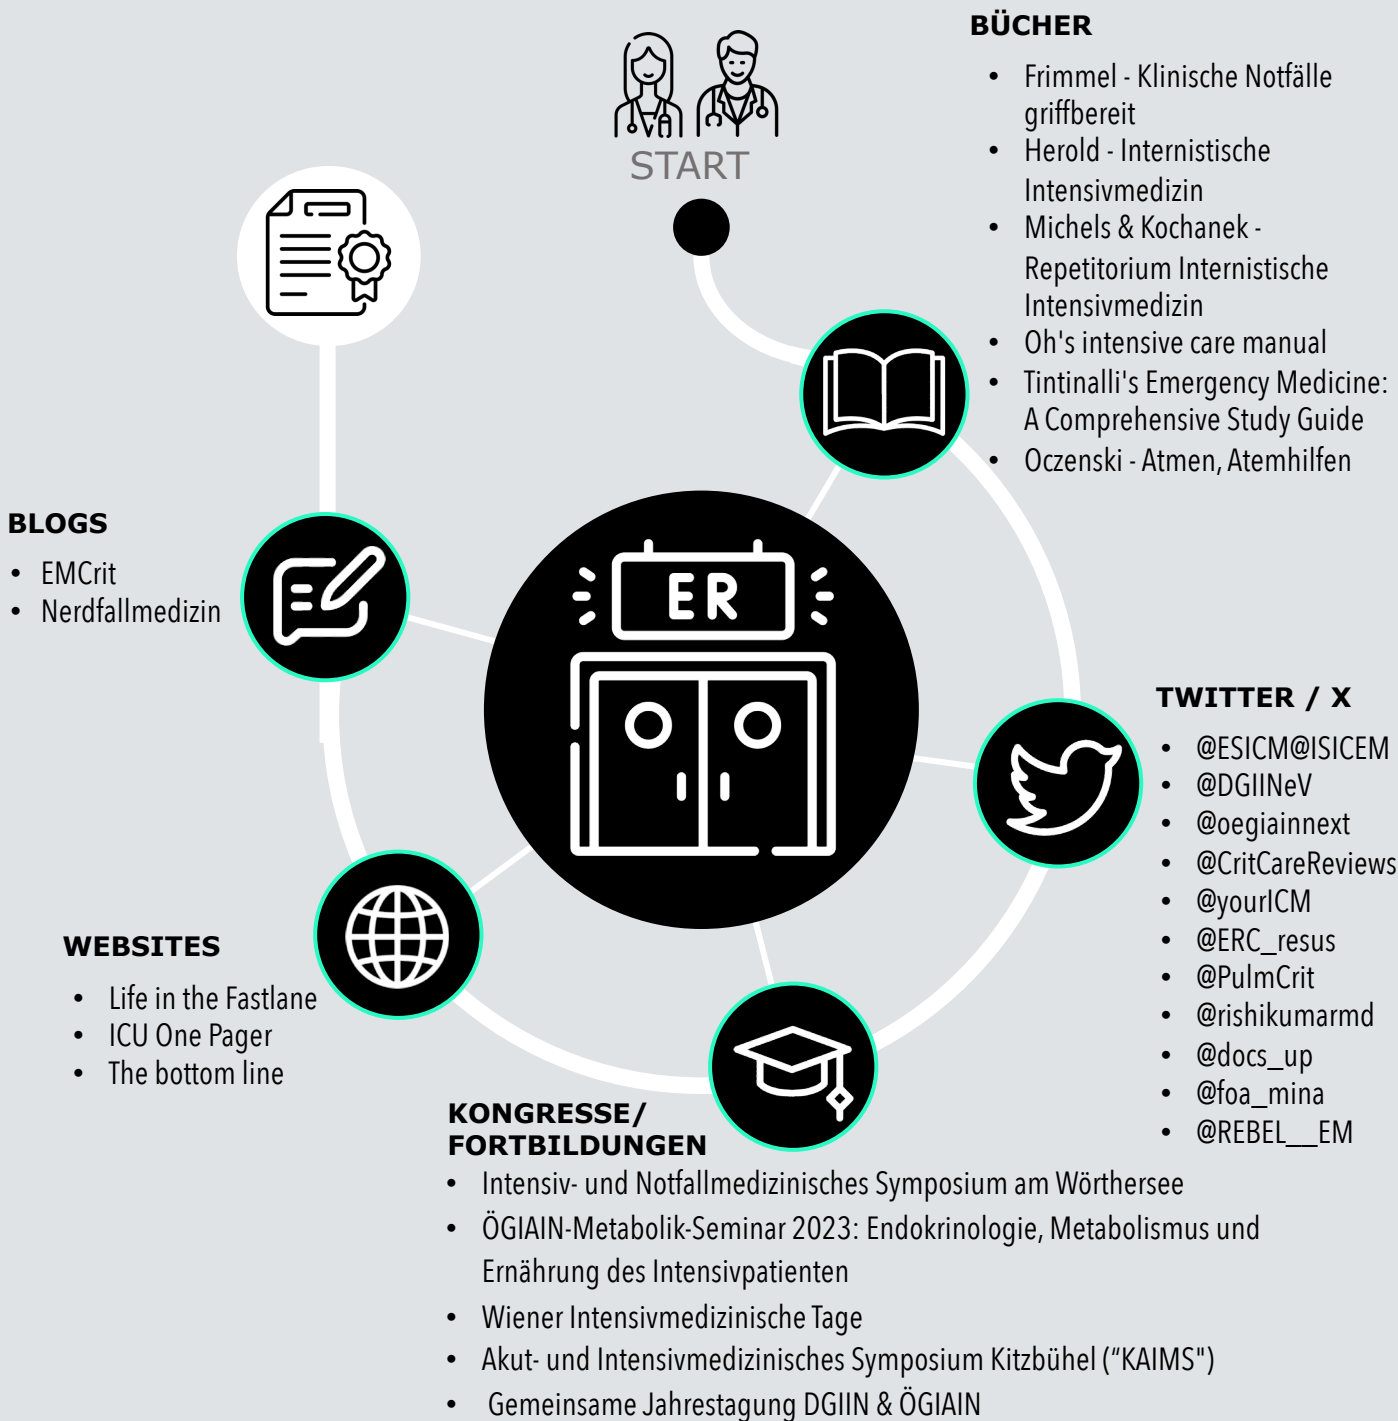 START
BÜCHER
• Frimmel - Klinische Notfälle
griffbereit
• Herold - Internistische
Intensivmedizin
• Michels & Kochanek -
Repetitorium Internistische
Intensivmedizin
• Oh's intensive care manual
• Tintinalli's Emergency Medicine:
A Comprehensive Study Guide
• Oczenski - Atmen, Atemhilfen
BLOGS
• EMCrit
• Nerdfallmedizin
ER
TWITTER / X
• @ESICM@ISICEM
• @DGIINeV
• @oegiainnext
• @CritCareReviews
• @yourICM
• @ERC_resus
• @PulmCrit
• @rishikumarmd
• @docs_up
• @foa_mina
• @REBEL__EM
WEBSITES
• Life in the Fastlane
• ICU One Pager
• The bottom line
KONGRESSE/
FORTBILDUNGEN
• Intensiv- und Notfallmedizinisches Symposium am Wörthersee
• ÖGIAIN-Metabolik-Seminar 2023: Endokrinologie, Metabolismus und
Ernährung des Intensivpatienten
• Wiener Intensivmedizinische Tage
• Akut- und Intensivmedizinisches Symposium Kitzbühel (“KAIMS")
• Gemeinsame Jahrestagung DGIIN & ÖGIAIN